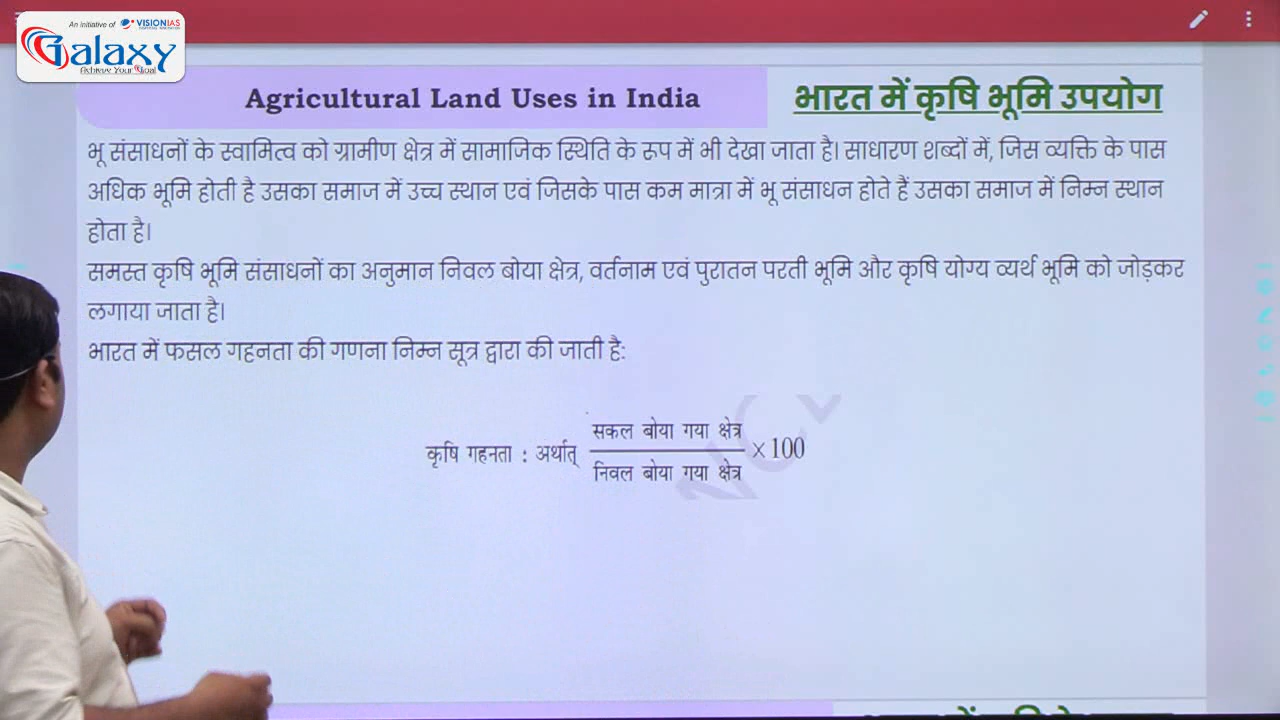 An initiative of VISIONIAS
Galaxy
Achieve Your Goal
Agricultural Land Uses in India
भारत में कृषि भूमि उपयोग
भू संसाधनों के स्वामित्व को ग्रामीण क्षेत्र में सामाजिक स्थिति के रूप में भी देखा जाता है। साधारण शब्दों में, जिस व्यक्ति के पास
अधिक भूमि होती है उसका समाज में उच्च स्थान एवं जिसके पास कम मात्रा में भू संसाधन होते हैं उसका समाज में निम्न स्थान
होता है।
समस्त कृषि भूमि संसाधनों का अनुमान निवल बोया क्षेत्र, वर्तनाम एवं पुरातन परती भूमि और कृषि योग्य व्यर्थ भूमि को जोड़कर
लगाया जाता है।
भारत में फसल गहनता की गणना निम्न सूत्र द्वारा की जाती है:
सकल बोया गया क्षेत्र
कृषि गहनता : अर्थात् ×100
निवल बोया गया क्षेत्र